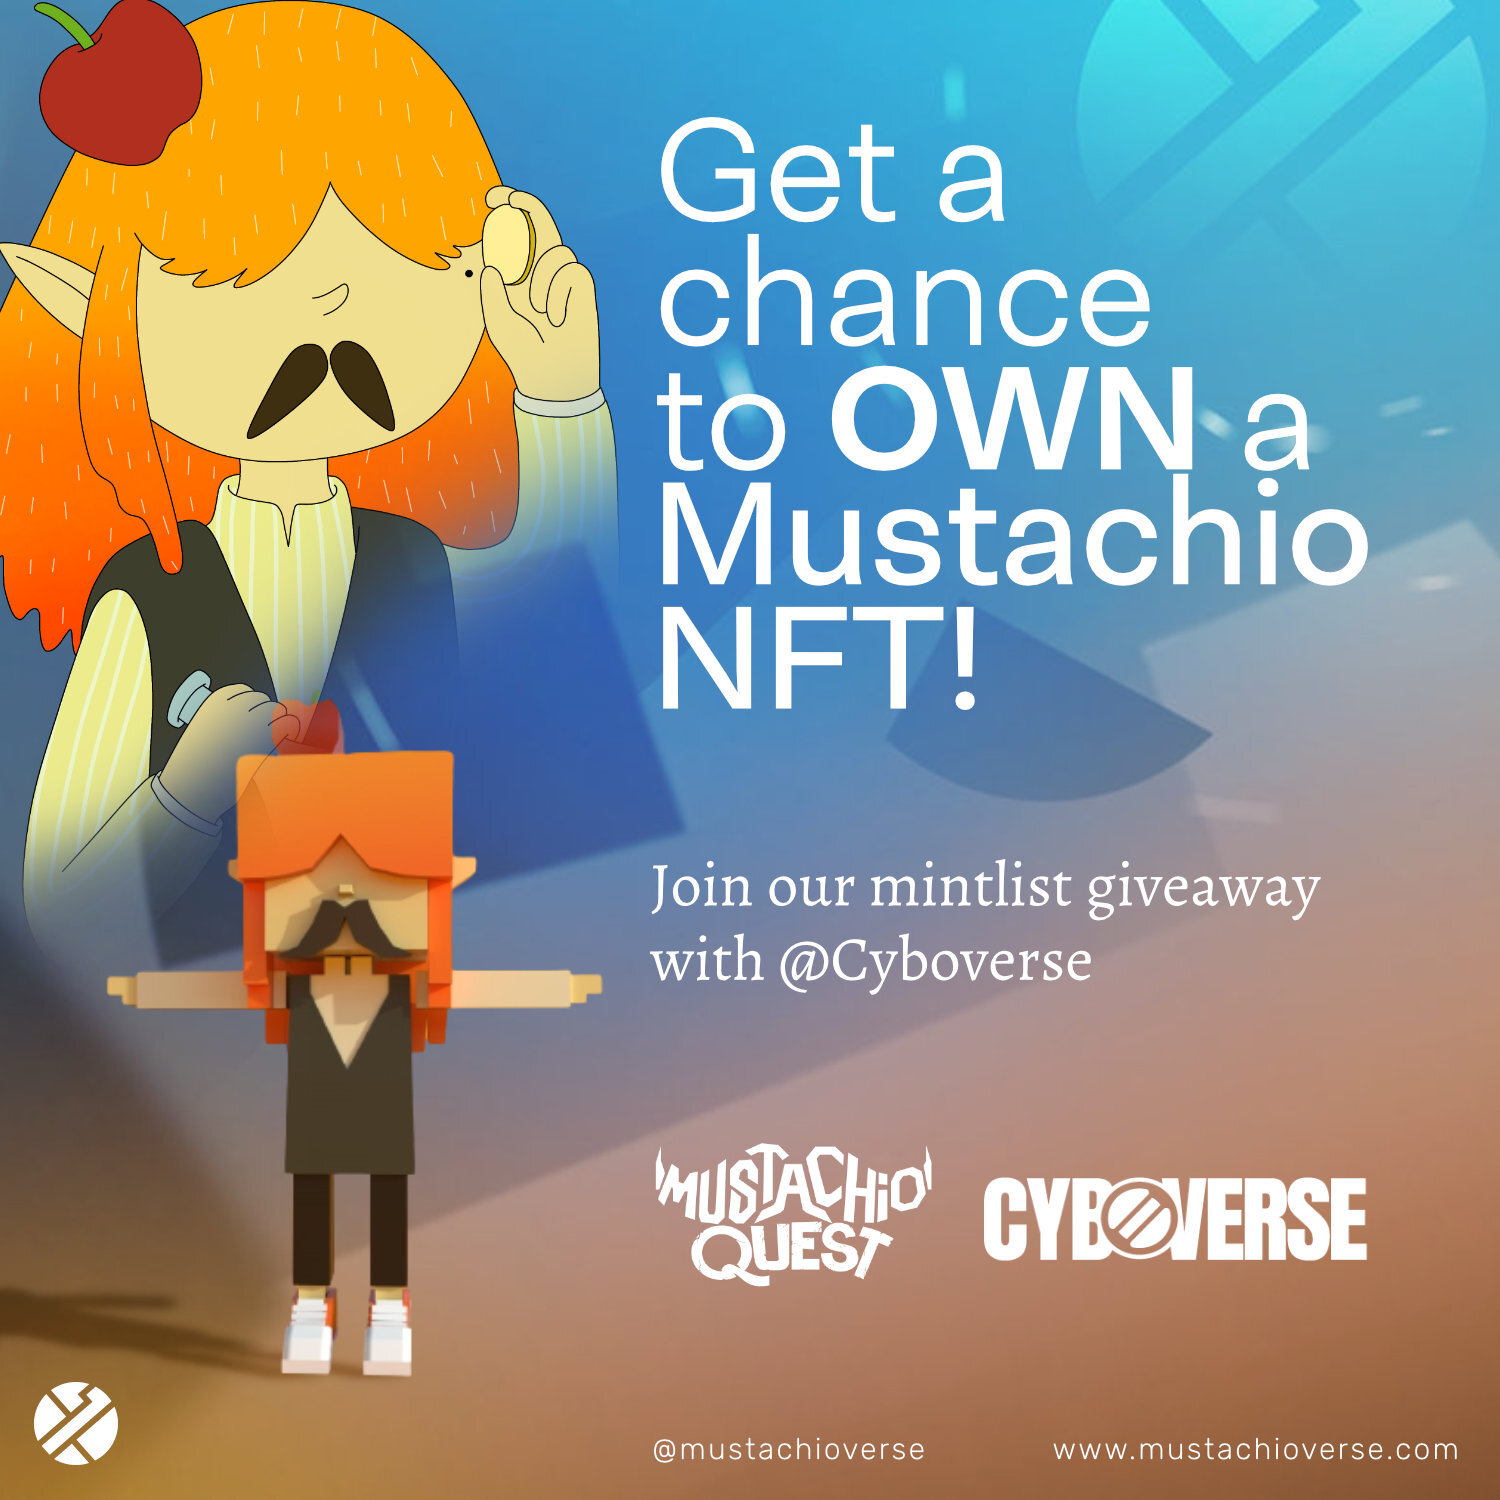 Get a
chance
to OWN a
Mustachio
NFT!
Join our mintlist giveaway
with @Cyboverse
MUSTACHiO
QUEST
CYBOVERSE
@mustachioverse
www.mustachioverse.com